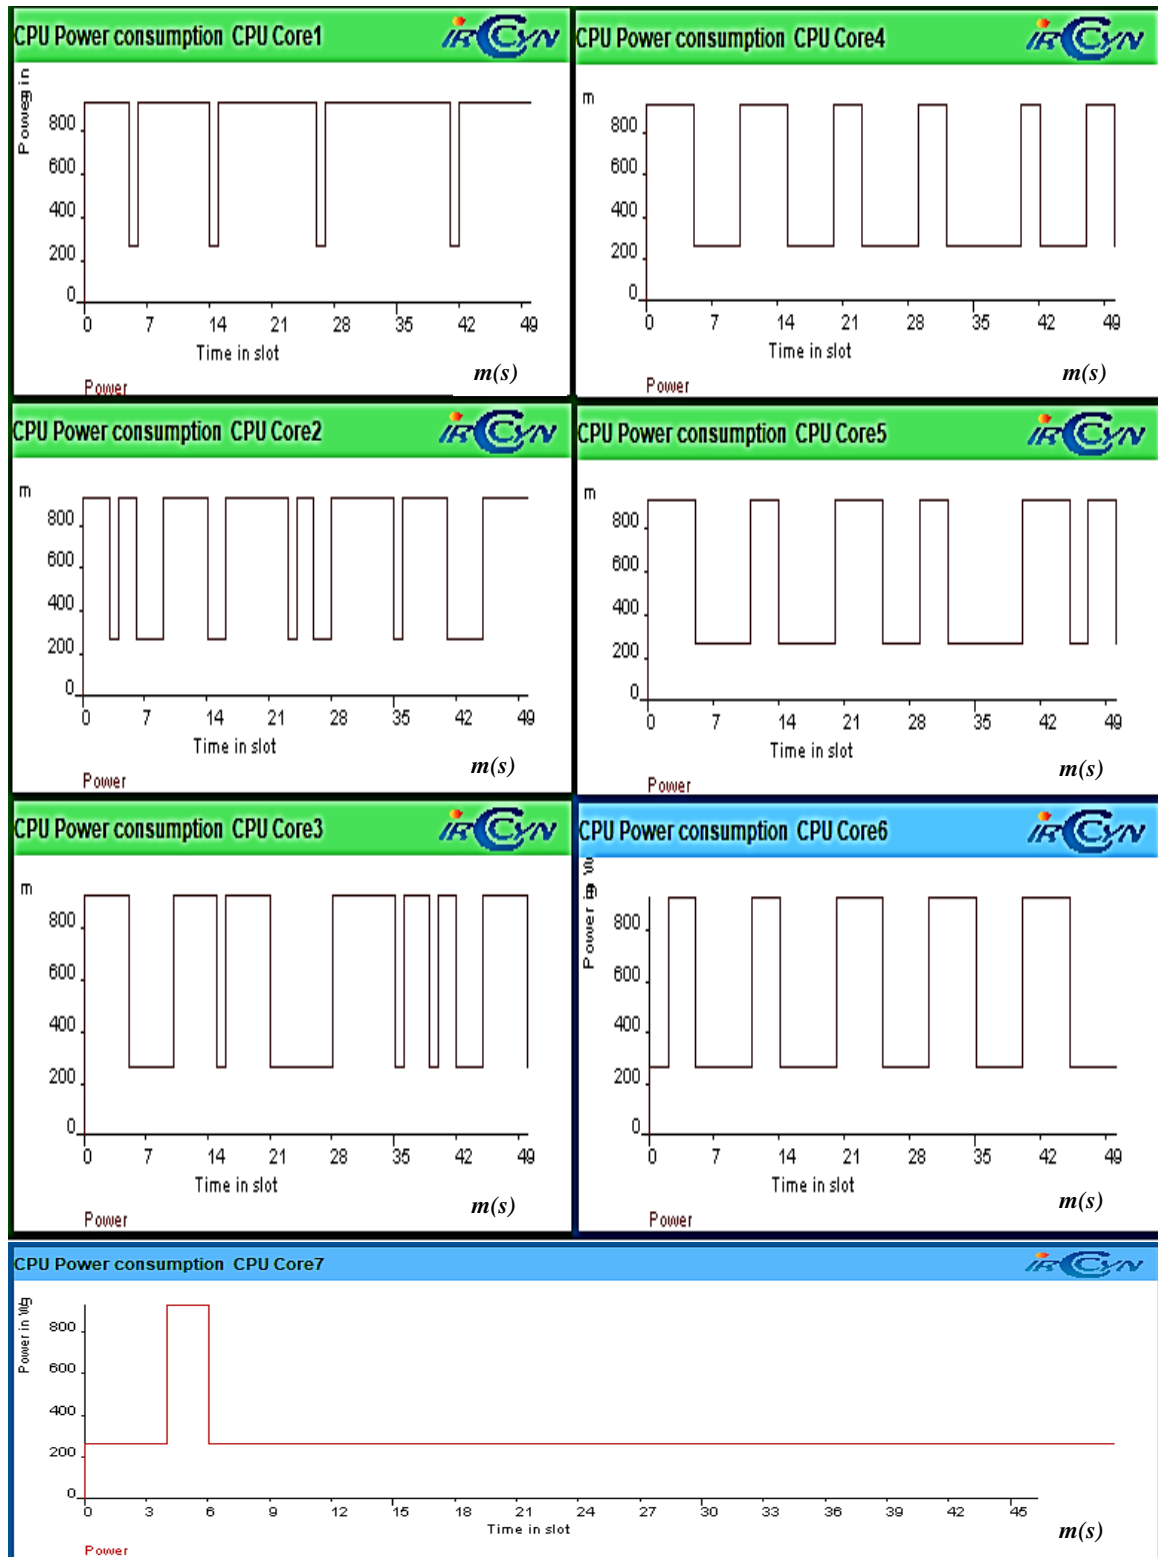 CPU Power consumption CPU Core1
IRCCyN
800
600
400
200
0
0 7 14 21 28 35 42 49
Time in slot
m(s)
Power
CPU Power consumption CPU Core4
IRCCyN
m
800
600
400
200
0
0 7 14 21 28 35 42 49
Time in slot
m(s)
Power
CPU Power consumption CPU Core2
IRCCyN
m
800
600
400
200
0
0 7 14 21 28 35 42 49
Time in slot
m(s)
Power
CPU Power consumption CPU Core5
IRCCyN
m
800
600
400
200
0
0 7 14 21 28 35 42 49
Time in slot
m(s)
Power
CPU Power consumption CPU Core3
IRCCyN
m
800
600
400
200
0
0 7 14 21 28 35 42 49
Time in slot
m(s)
Power
CPU Power consumption CPU Core6
IRCCyN
Power in
800
600
400
200
0
0 7 14 21 28 35 42 49
Time in slot
m(s)
Power
CPU Power consumption CPU Core7
IRCCyN
Power in
800
600
400
200
0
0 3 6 9 12 15 18 21 24 27 30 33 36 39 42 45
Time in slot
m(s)
Power